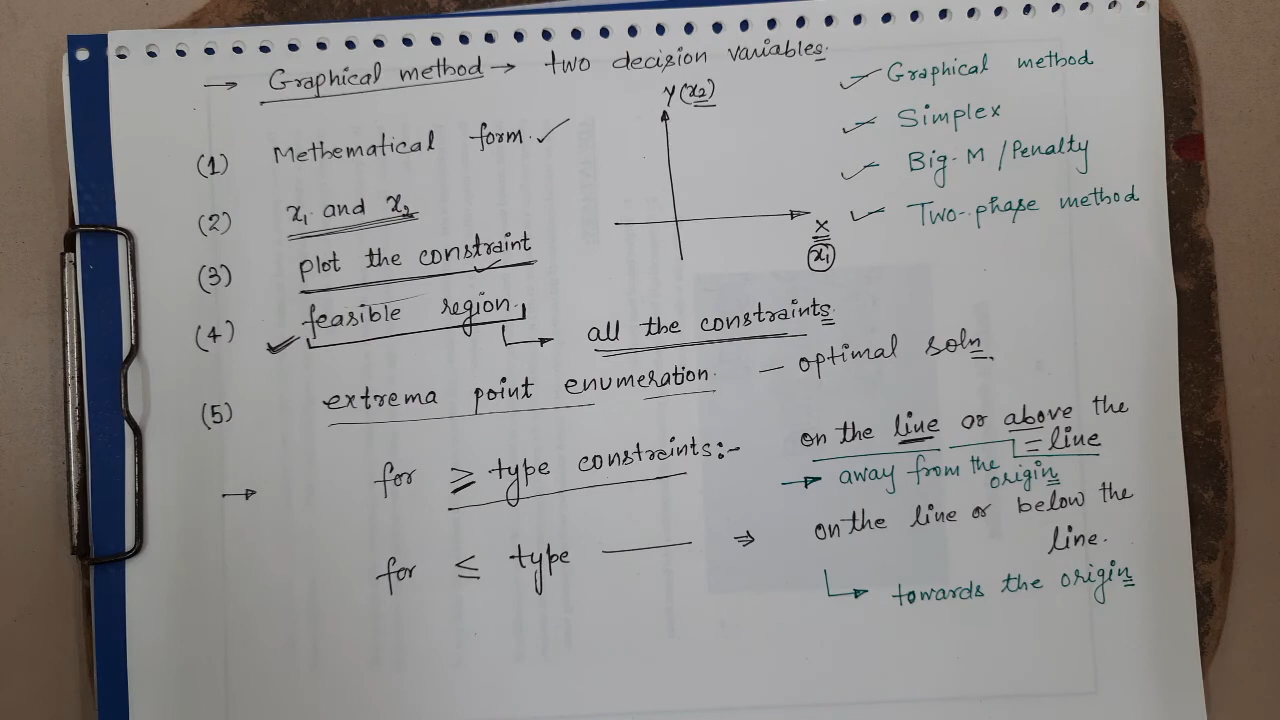 → Graphical method → two decision variables.
(1) Methematical form. ✓
(2) x₁ and x₂
(3) plot the constraint
(4) feasible region. → all the constraints
(5) extrema point enumeration. — optimal soln.
→ for ≥ type constraints:- on the line or above the line
→ away from the origin
for ≤ type —— ⇒ on the line or below the line.
↳ towards the origin
Y(x₂)
X
x₁
✓ Graphical method
✓ Simplex
✓ Big-M / Penalty
✓ Two-phase method